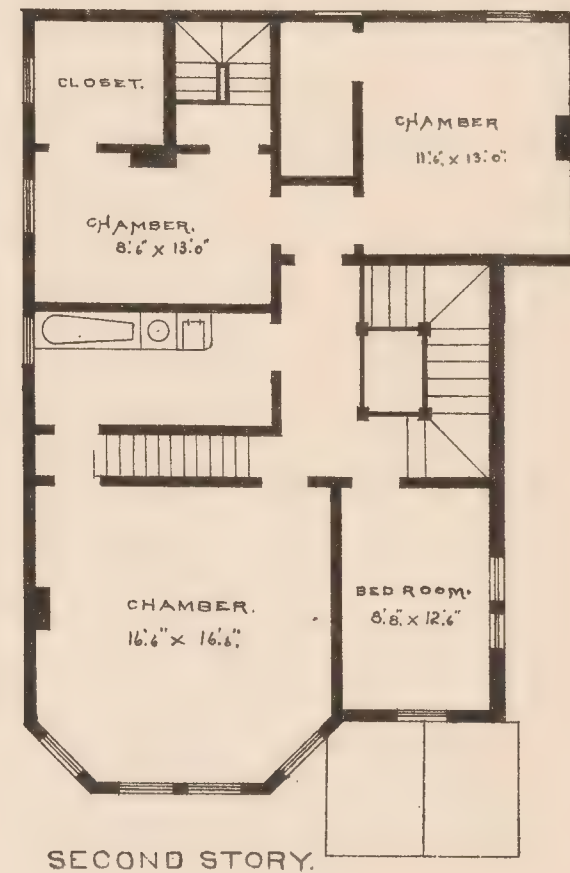 CLOSET.
CHAMBER
11'.6". x 13'.0".
CHAMBER.
8'.6" x 13'.0"
CHAMBER.
16'.6" x 16'.6".
BED ROOM.
8'.8". x 12'.6"
SECOND STORY.